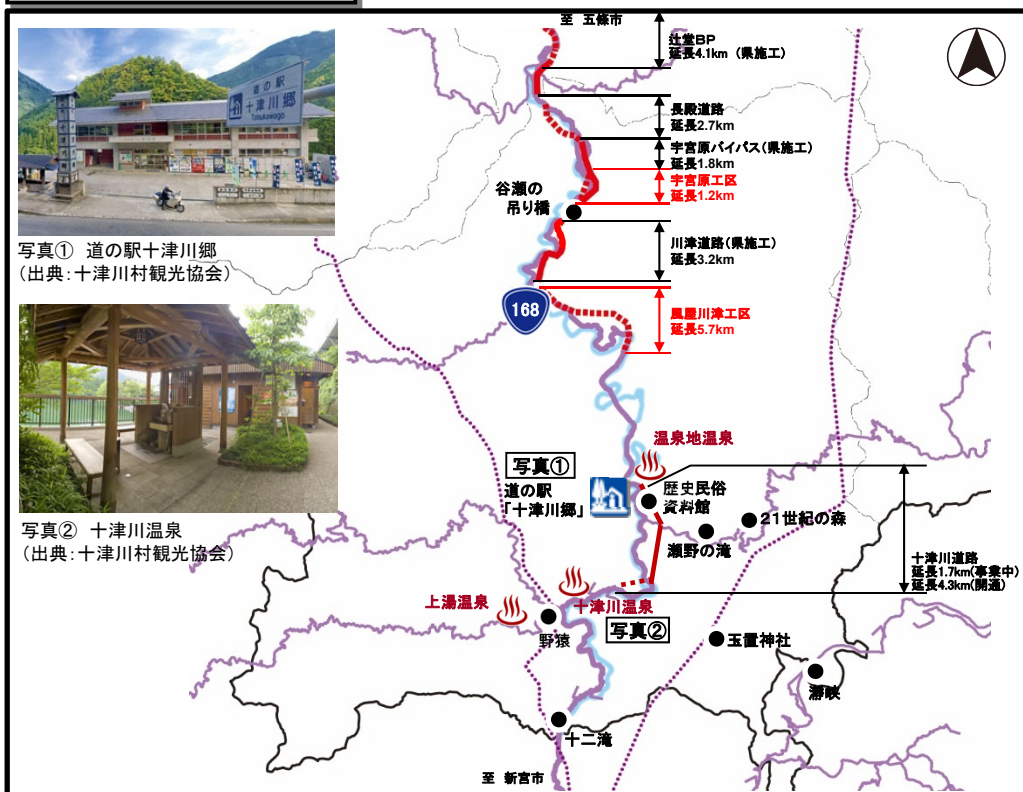 至 五條市
辻堂BP
延長4.1km（県施工）
長殿道路
延長2.7km
宇宮原バイパス(県施工)
延長1.8km
宇宮原工区
延長1.2km
谷瀬の
吊り橋
川津道路(県施工)
延長3.2km
168
風屋川津工区
延長5.7km
道の駅
十津川郷
Totsukawago
写真① 道の駅十津川郷
（出典：十津川村観光協会）
写真② 十津川温泉
（出典：十津川村観光協会）
温泉地温泉
写真①
道の駅
「十津川郷」
歴史民俗
資料館
21世紀の森
瀬野の滝
十津川道路
延長1.7km(事業中)
延長4.3km(開通)
上湯温泉
十津川温泉
野猿
写真②
玉置神社
瀞峡
十二滝
至 新宮市